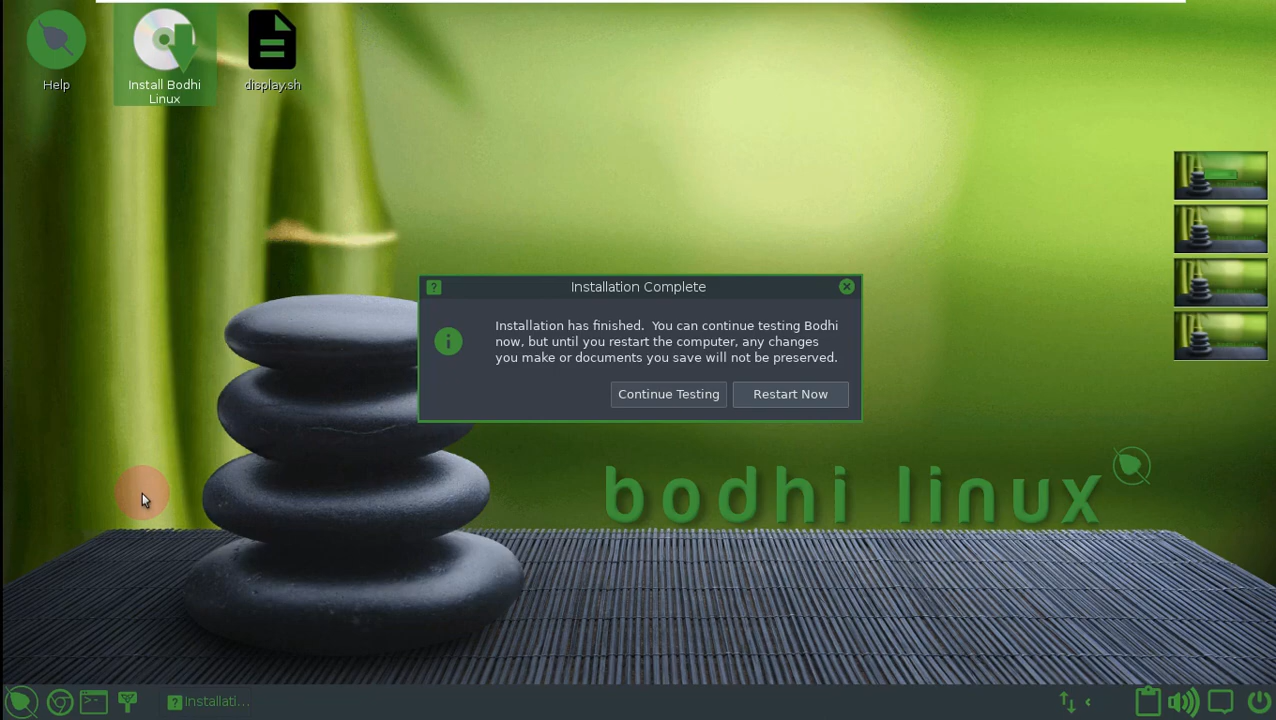 Help
Install Bodhi
Linux
display.sh
Installation Complete
Installation has finished.  You can continue testing Bodhi
now, but until you restart the computer, any changes
you make or documents you save will not be preserved.
Continue Testing
Restart Now
bodhi linux
Installati...